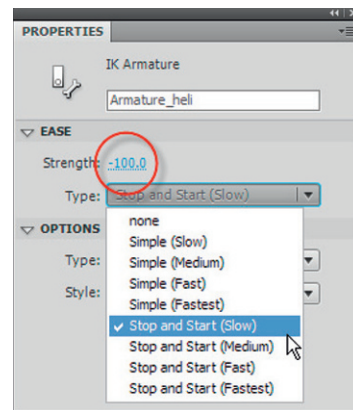 PROPERTIES
IK Armature
Armature_heli
EASE
Strength: -100.0
Type: Stop and Start (Slow)
none
Simple (Slow)
Simple (Medium)
Simple (Fast)
Simple (Fastest)
Stop and Start (Slow)
Stop and Start (Medium)
Stop and Start (Fast)
Stop and Start (Fastest)
OPTIONS
Type:
Style: